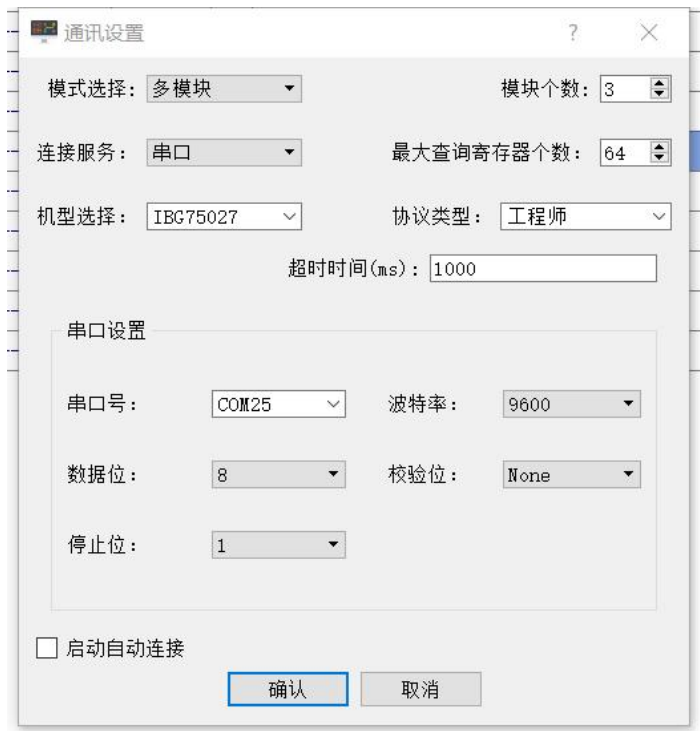 通讯设置 ?
模式选择: 多模块 模块个数: 3
连接服务: 串口 最大查询寄存器个数: 64
机型选择: IBG75027 协议类型: 工程师
超时时间(ms): 1000
串口设置
串口号: COM25 波特率: 9600
数据位: 8 校验位: None
停止位: 1
启动自动连接
确认 取消